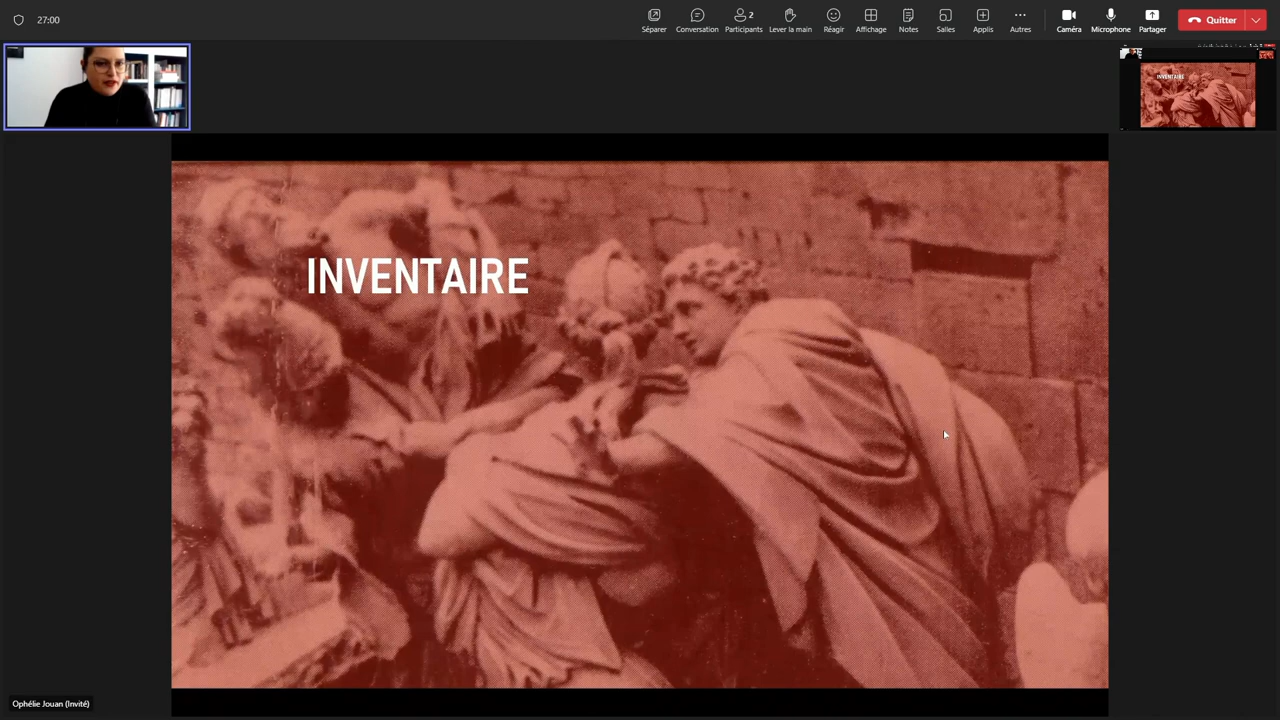 27:00
Séparer
Conversation
2
Participants
Lever la main
Réagir
Affichage
Notes
Salles
Applis
Autres
Caméra
Microphone
Partager
Quitter
INVENTAIRE
INVENTAIRE
Ophélie Jouan (Invité)